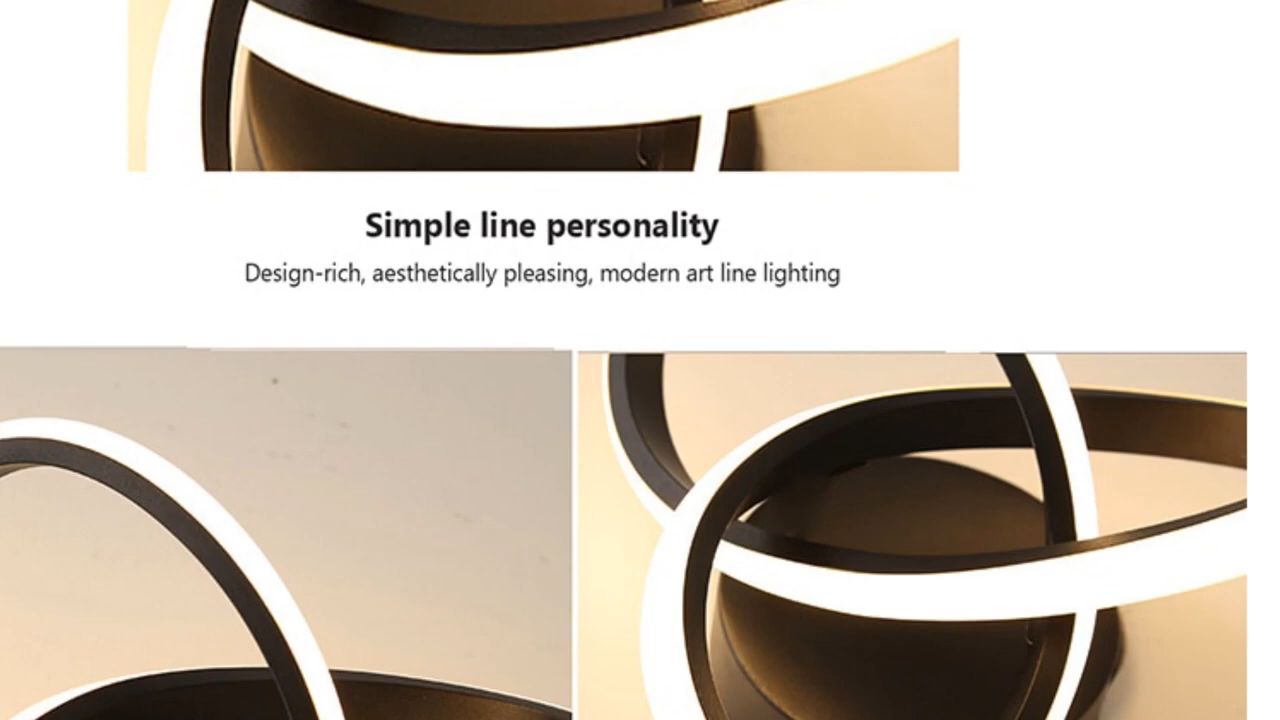 Simple line personality
Design-rich, aesthetically pleasing, modern art line lighting